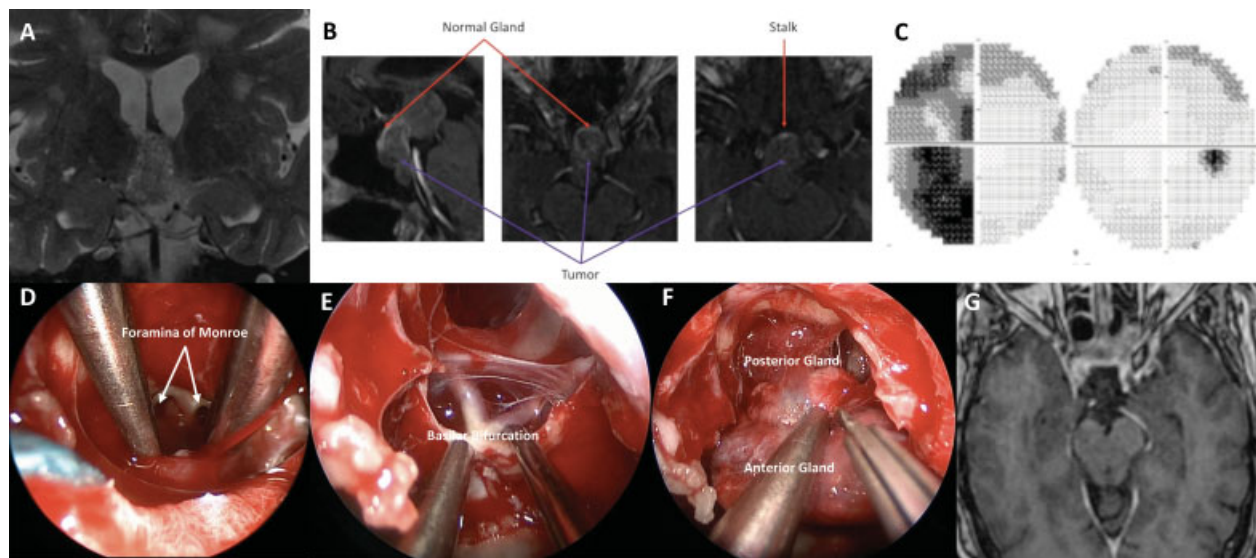 A
B
Normal Gland
Stalk
Tumor
C
D
Foramina of Monroe
E
Basilar Bifurcation
F
Posterior Gland
Anterior Gland
G